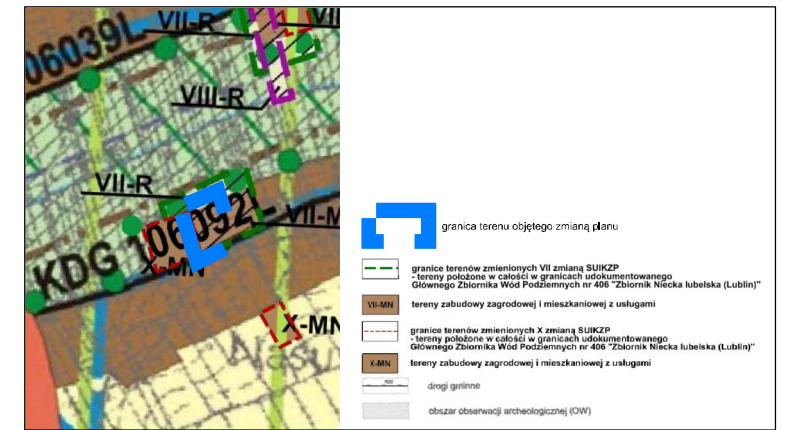 VII-R
VII
06039L
VIII-R
VII-R
VII-M
KDG 106092L
X-MN
X-MN
granica terenu objętego zmianą planu
granice terenów zmienionych VII zmianą SUIKZP
- tereny położone w całości w granicach udokumentowanego
Głównego Zbiornika Wód Podziemnych nr 406 "Zbiornik Niecka lubelska (Lublin)"
VII-MN
tereny zabudowy zagrodowej i mieszkaniowej z usługami
granice terenów zmienionych X zmianą SUIKZP
- tereny położone w całości w granicach udokumentowanego
Głównego Zbiornika Wód Podziemnych nr 406 "Zbiornik Niecka lubelska (Lublin)"
X-MN
tereny zabudowy zagrodowej i mieszkaniowej z usługami
drogi gminne
obszar obserwacji archeologicznej (OW)